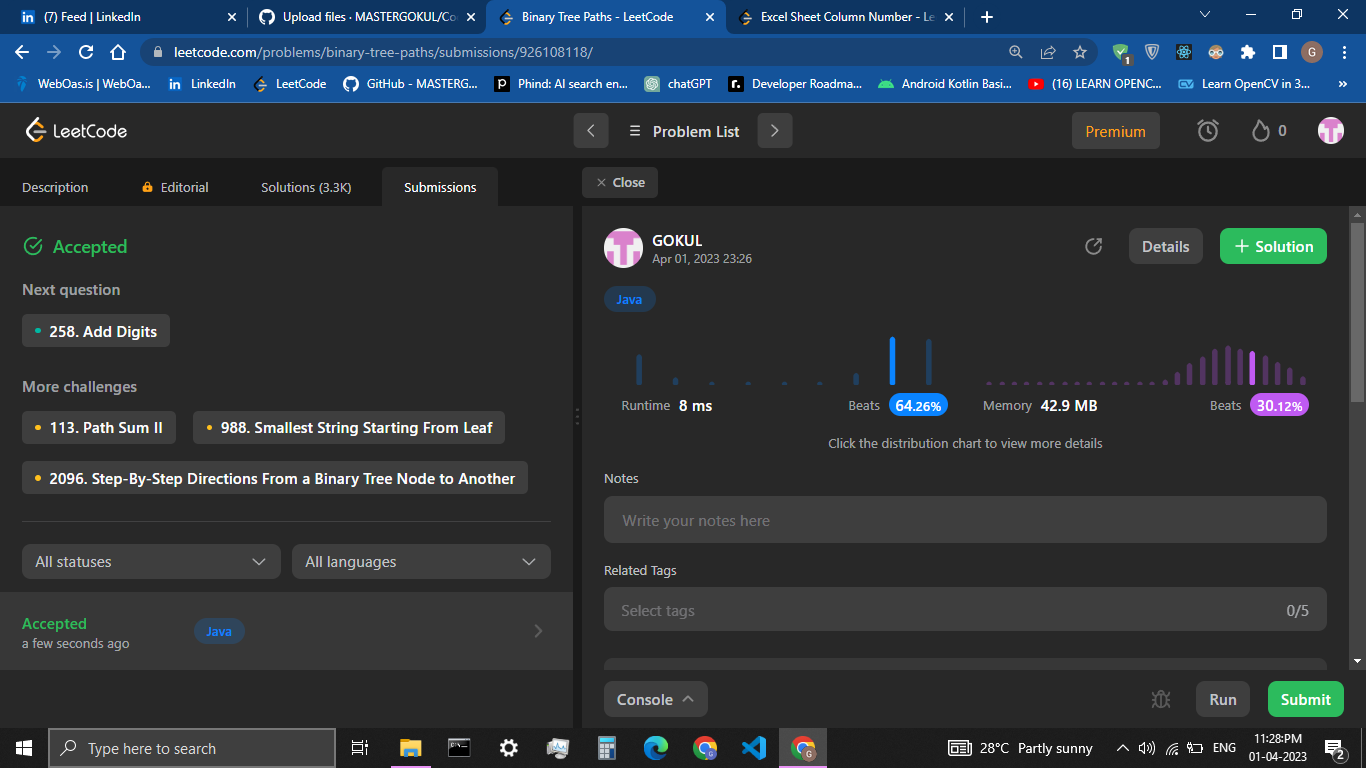 (7) Feed | LinkedIn
Upload files · MASTERGOKUL/Co
Binary Tree Paths - LeetCode
Excel Sheet Column Number - Le
leetcode.com/problems/binary-tree-paths/submissions/926108118/
1
G
WebOas.is | WebOa...
LinkedIn
LeetCode
GitHub - MASTERG...
Phind: AI search en...
chatGPT
Developer Roadma...
Android Kotlin Basi...
(16) LEARN OPENC...
Learn OpenCV in 3...
»
LeetCode
Problem List
Premium
0
Description
Editorial
Solutions (3.3K)
Submissions
Close
Accepted
Next question
258. Add Digits
More challenges
113. Path Sum II
988. Smallest String Starting From Leaf
2096. Step-By-Step Directions From a Binary Tree Node to Another
All statuses
All languages
Accepted
a few seconds ago
Java
GOKUL
Apr 01, 2023 23:26
Details
+ Solution
Java
Runtime 8 ms
Beats 64.26%
Memory 42.9 MB
Beats 30.12%
Click the distribution chart to view more details
Notes
Write your notes here
Related Tags
Select tags
0/5
Console
Run
Submit
Type here to search
28°C Partly sunny
ENG
11:28:PM
01-04-2023
2